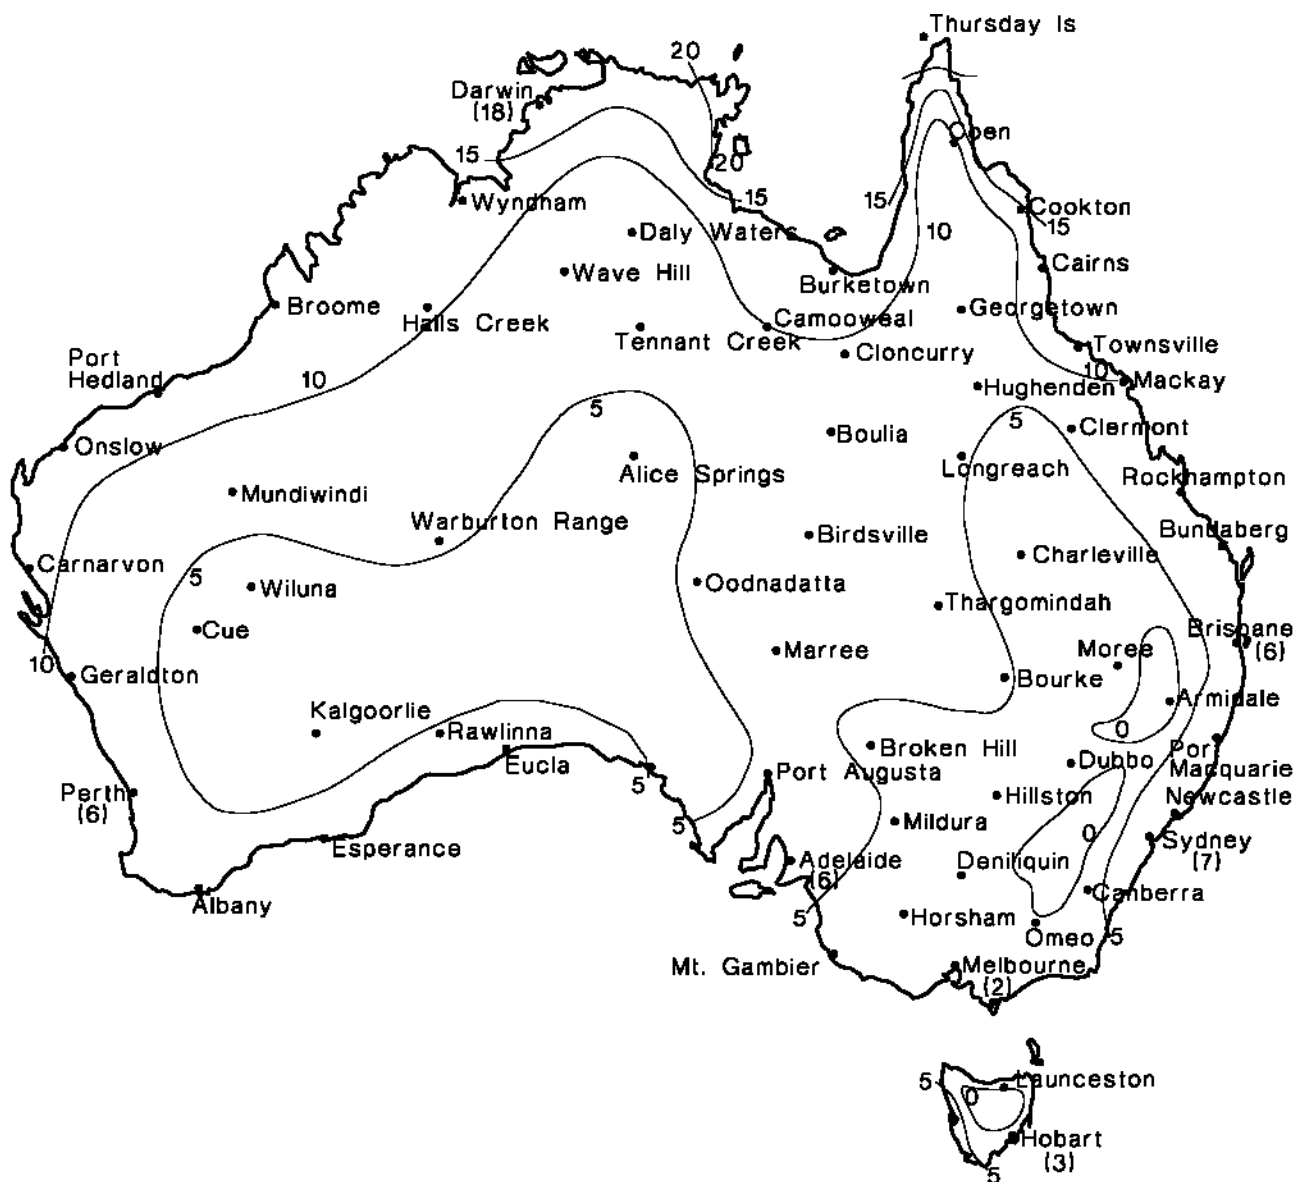 Thursday Is
20
Darwin
(18)
Coen
15
20
15
15
Wyndham
Cookton
15
Daly Waters
10
Wave Hill
Burketown
Cairns
Broome
Halls Creek
Georgetown
Camooweal
Tennant Creek
Cloncurry
Townsville
Port
Hedland
10
10
Mackay
Hughenden
5
5
Onslow
Boulia
Clermont
Alice Springs
Longreach
Rockhampton
Mundiwindi
Warburton Range
Birdsville
Bundaberg
Carnarvon
5
Wiluna
Charleville
Oodnadatta
Thargomindah
Cue
Brisbane
(6)
10
Geraldton
Marree
Moree
Bourke
Armidale
Kalgoorlie
Rawlinna
0
Eucla
Broken Hill
Dubbo
Port
Macquarie
5
Port Augusta
Perth
(6)
Hillston
Newcastle
5
Mildura
0
Sydney
(7)
Esperance
Adelaide
(6)
Deniliquin
Albany
Canberra
5
Horsham
Omeo
5
Mt. Gambier
Melbourne
(2)
5
0
Launceston
Hobart
(3)
5